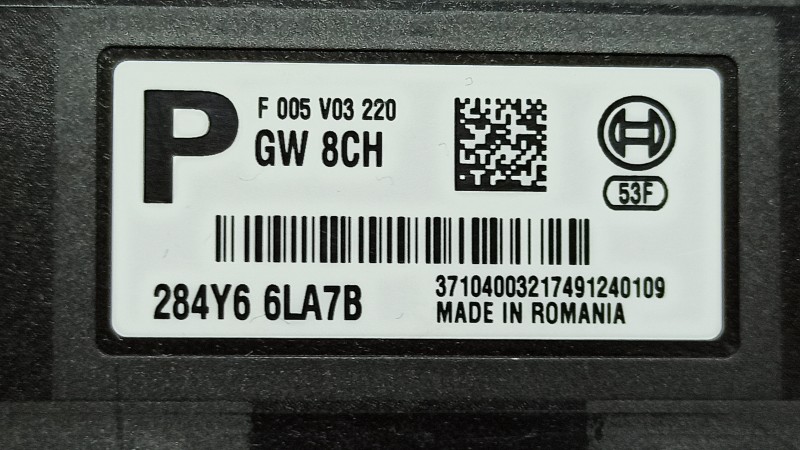 P
F 005 V03 220
GW 8CH
53F
284Y6 6LA7B
37104003217491240109
MADE IN ROMANIA